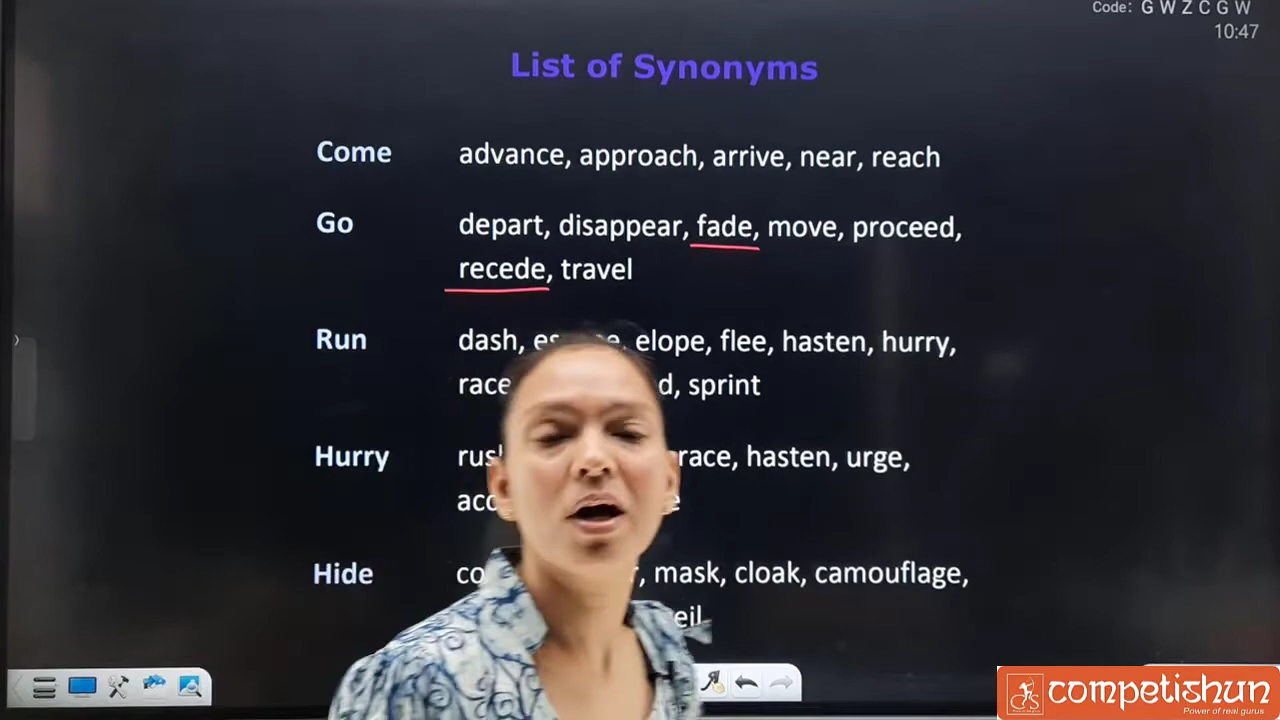 Code: G W Z C G W
10:47
List of Synonyms
Come advance, approach, arrive, near, reach
Go depart, disappear, fade, move, proceed,
recede, travel
Run dash, elope, flee, hasten, hurry,
race sprint
Hurry race, hasten, urge,
Hide mask, cloak, camouflage,
competishun
Power of real gurus